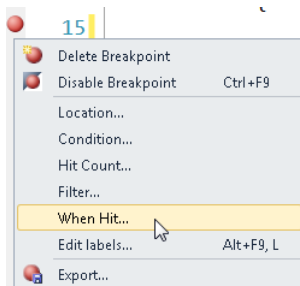 15
Delete Breakpoint
Disable Breakpoint Ctrl+F9
Location...
Condition...
Hit Count...
Filter...
When Hit...
Edit labels... Alt+F9, L
Export...